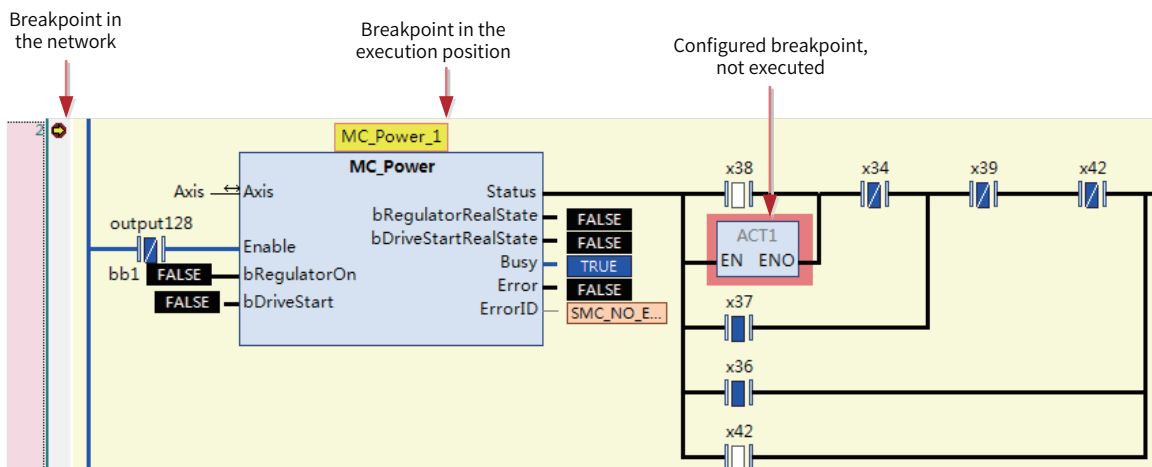 Breakpoint in
the network
Breakpoint in the
execution position
Configured breakpoint,
not executed
2
MC_Power_1
MC_Power
Axis
Axis
Status
bRegulatorRealState
FALSE
bDriveStartRealState
FALSE
output128
Enable
Busy
TRUE
bb1
FALSE
bRegulatorOn
Error
FALSE
FALSE
bDriveStart
ErrorID
SMC_NO_E...
x38
x34
x39
x42
ACT1
EN ENO
x37
x36
x42